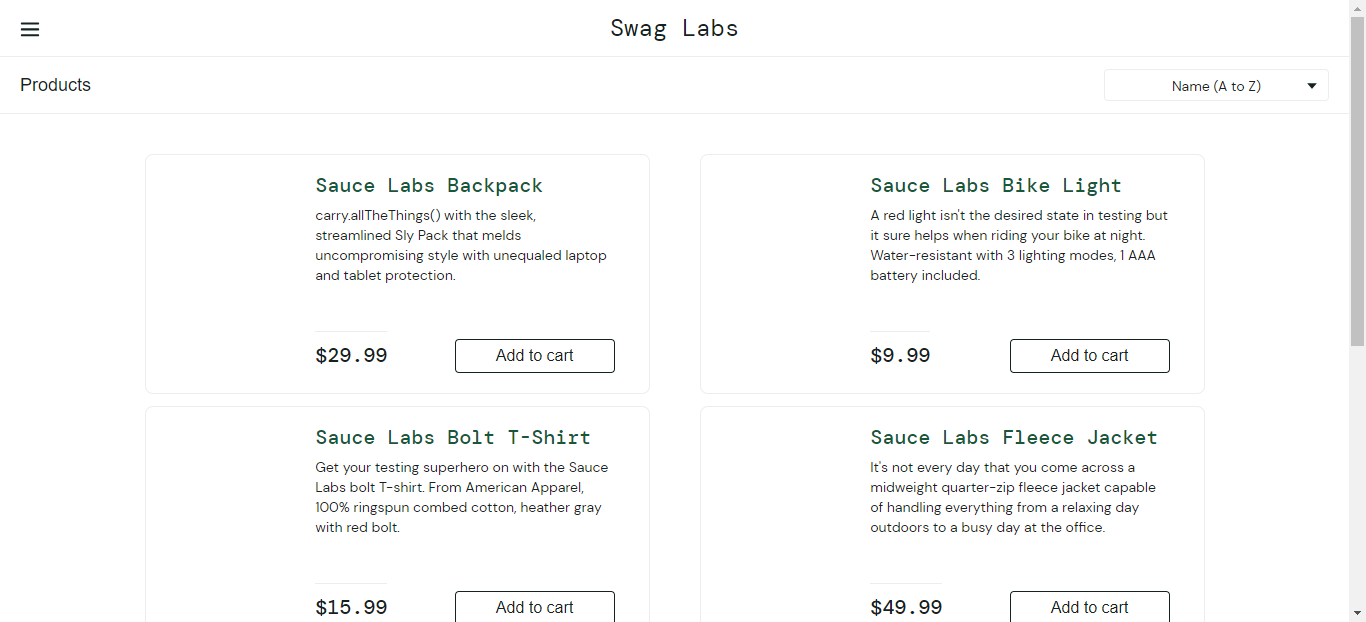 Swag Labs
Products
Name (A to Z)
Sauce Labs Backpack
carry.allTheThings() with the sleek,
streamlined Sly Pack that melds
uncompromising style with unequaled laptop
and tablet protection.
$29.99
Add to cart
Sauce Labs Bike Light
A red light isn't the desired state in testing but
it sure helps when riding your bike at night.
Water-resistant with 3 lighting modes, 1 AAA
battery included.
$9.99
Add to cart
Sauce Labs Bolt T-Shirt
Get your testing superhero on with the Sauce
Labs bolt T-shirt. From American Apparel,
100% ringspun combed cotton, heather gray
with red bolt.
$15.99
Add to cart
Sauce Labs Fleece Jacket
It's not every day that you come across a
midweight quarter-zip fleece jacket capable
of handling everything from a relaxing day
outdoors to a busy day at the office.
$49.99
Add to cart